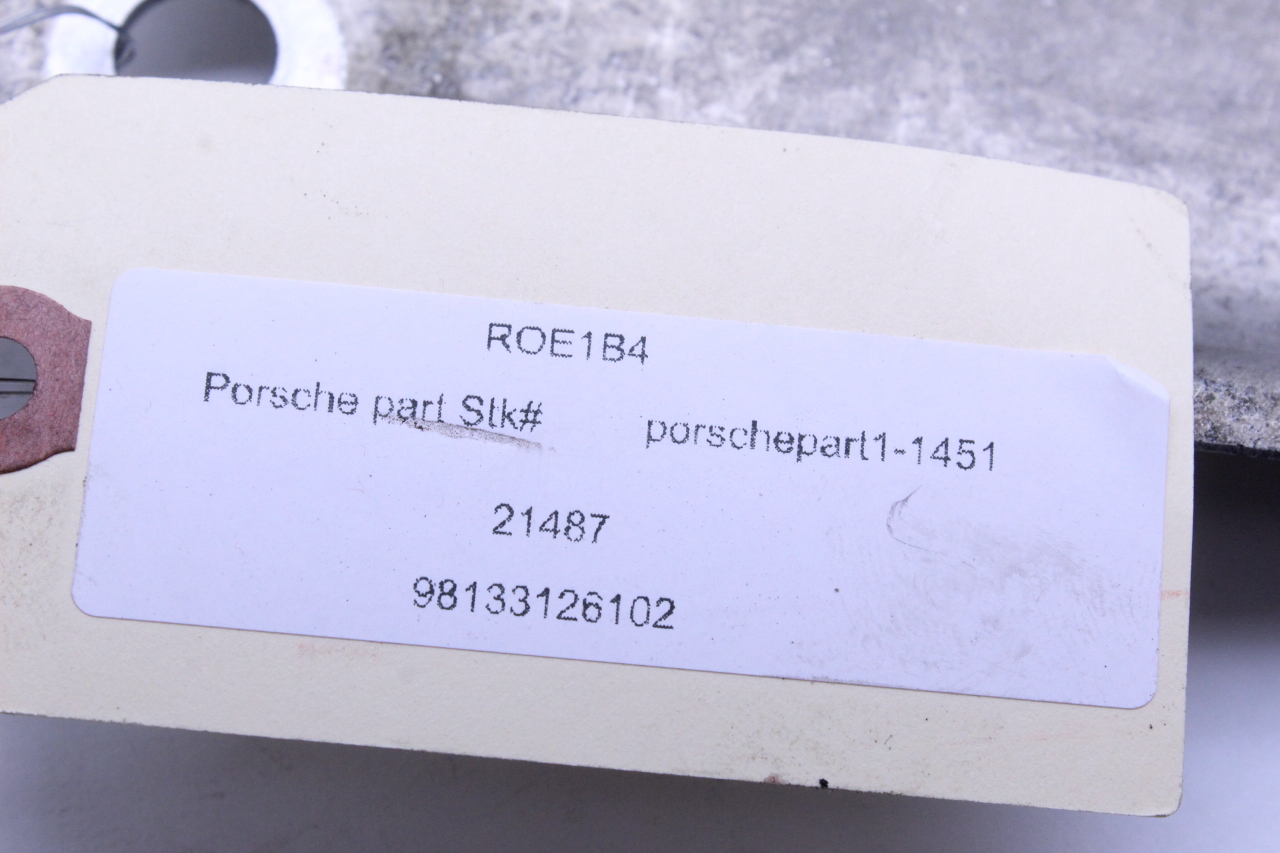 ROE1B4
Porsche part Stk# porschepart1-1451
21487
98133126102